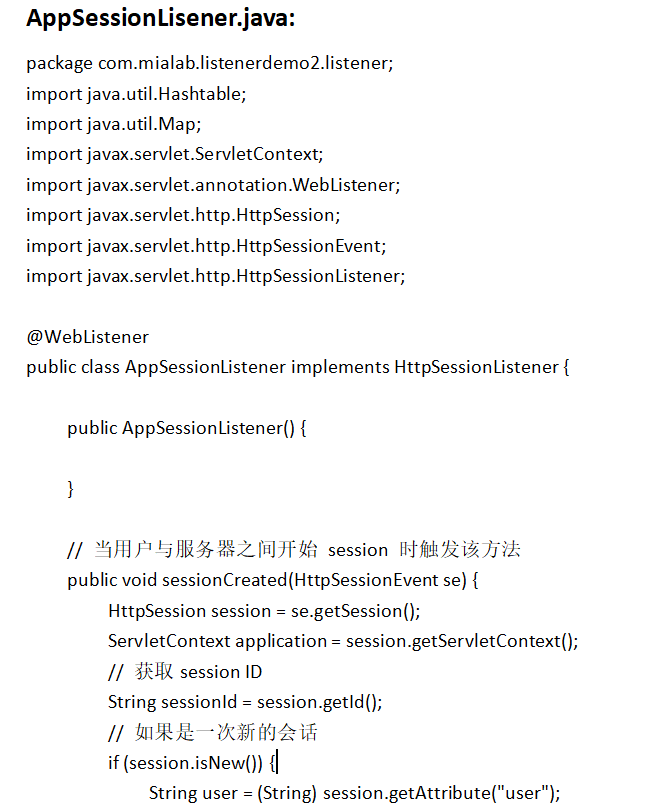 AppSessionLisener.java:
package com.mialab.listenerdemo2.listener;
import java.util.Hashtable;
import java.util.Map;
import javax.servlet.ServletContext;
import javax.servlet.annotation.WebListener;
import javax.servlet.http.HttpSession;
import javax.servlet.http.HttpSessionEvent;
import javax.servlet.http.HttpSessionListener;
@WebListener
public class AppSessionListener implements HttpSessionListener {
public AppSessionListener() {
}
// 当用户与服务器之间开始 session 时触发该方法
public void sessionCreated(HttpSessionEvent se) {
HttpSession session = se.getSession();
ServletContext application = session.getServletContext();
// 获取 session ID
String sessionId = session.getId();
// 如果是一次新的会话
if (session.isNew()) {
String user = (String) session.getAttribute("user");